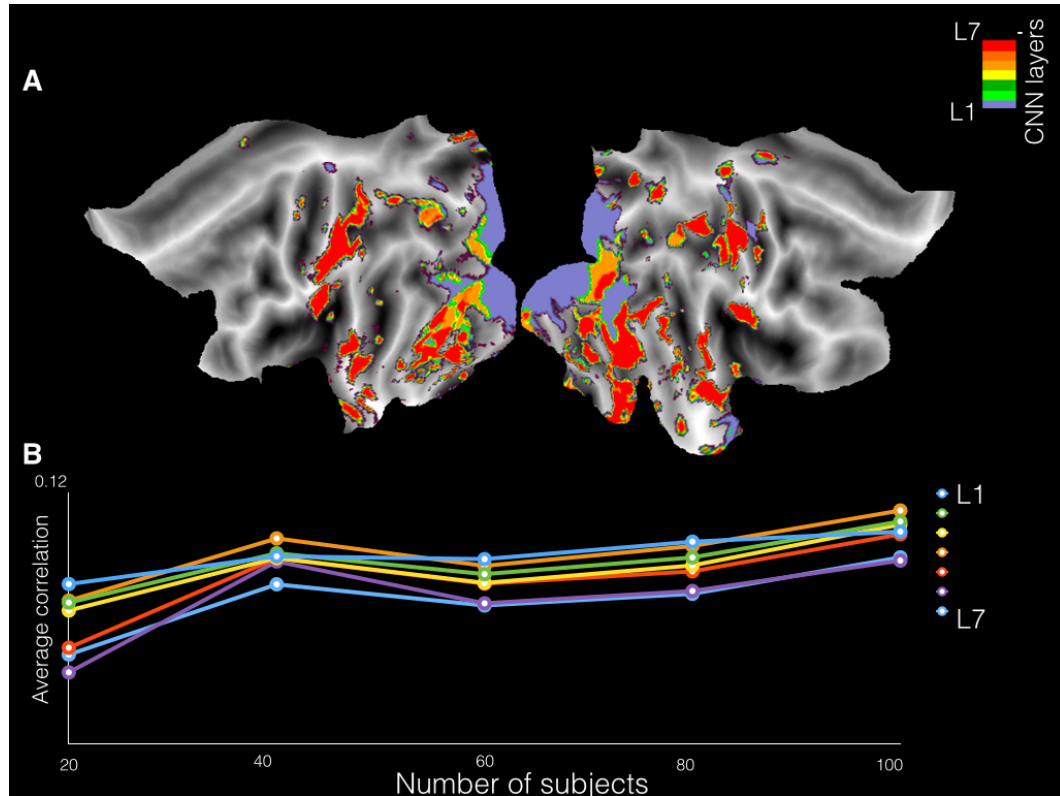 L7
-
L1
CNN layers
A
B
0.12
Average correlation
L1
L7
20
40
60
80
100
Number of subjects